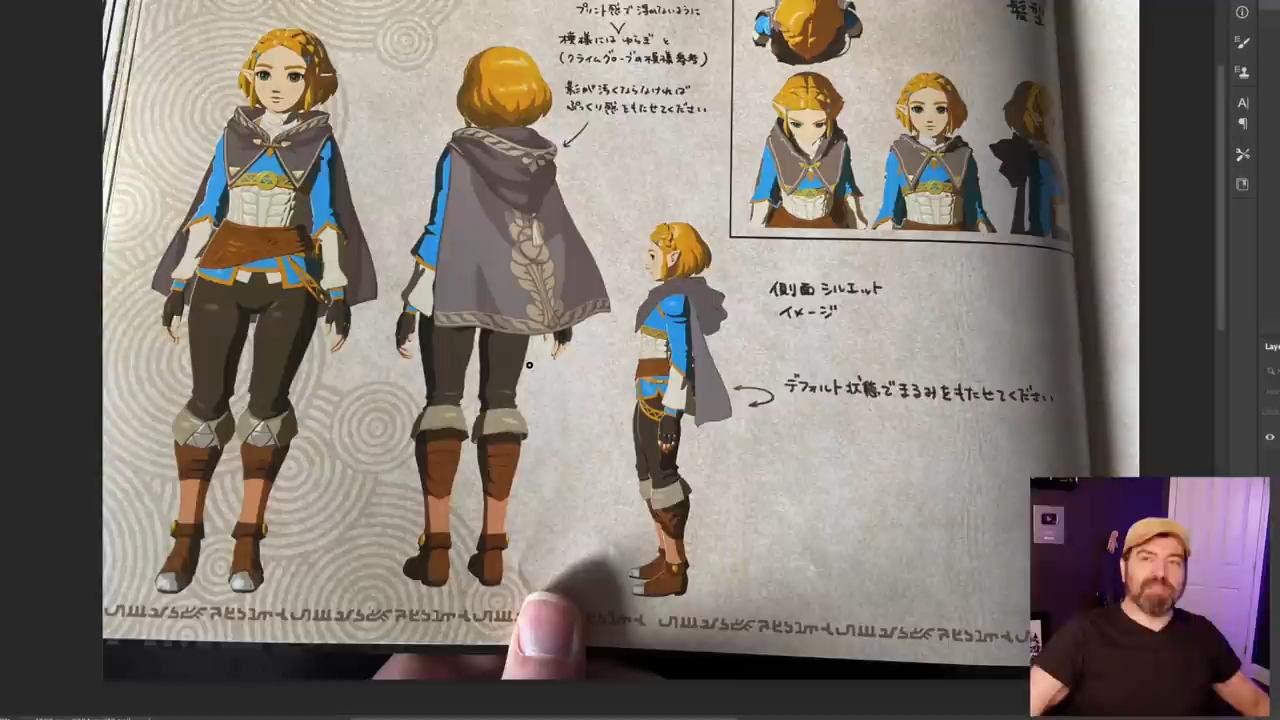 プリント感で浮かないように
模様にはゆらぎと
(クライムグローブの模様参考)
影が汚くならなければ
ぷっくり感をもたせてください
髪型
側面シルエット
イメージ
デフォルト状態でまるみをもたせてください
A|
¶
Laye